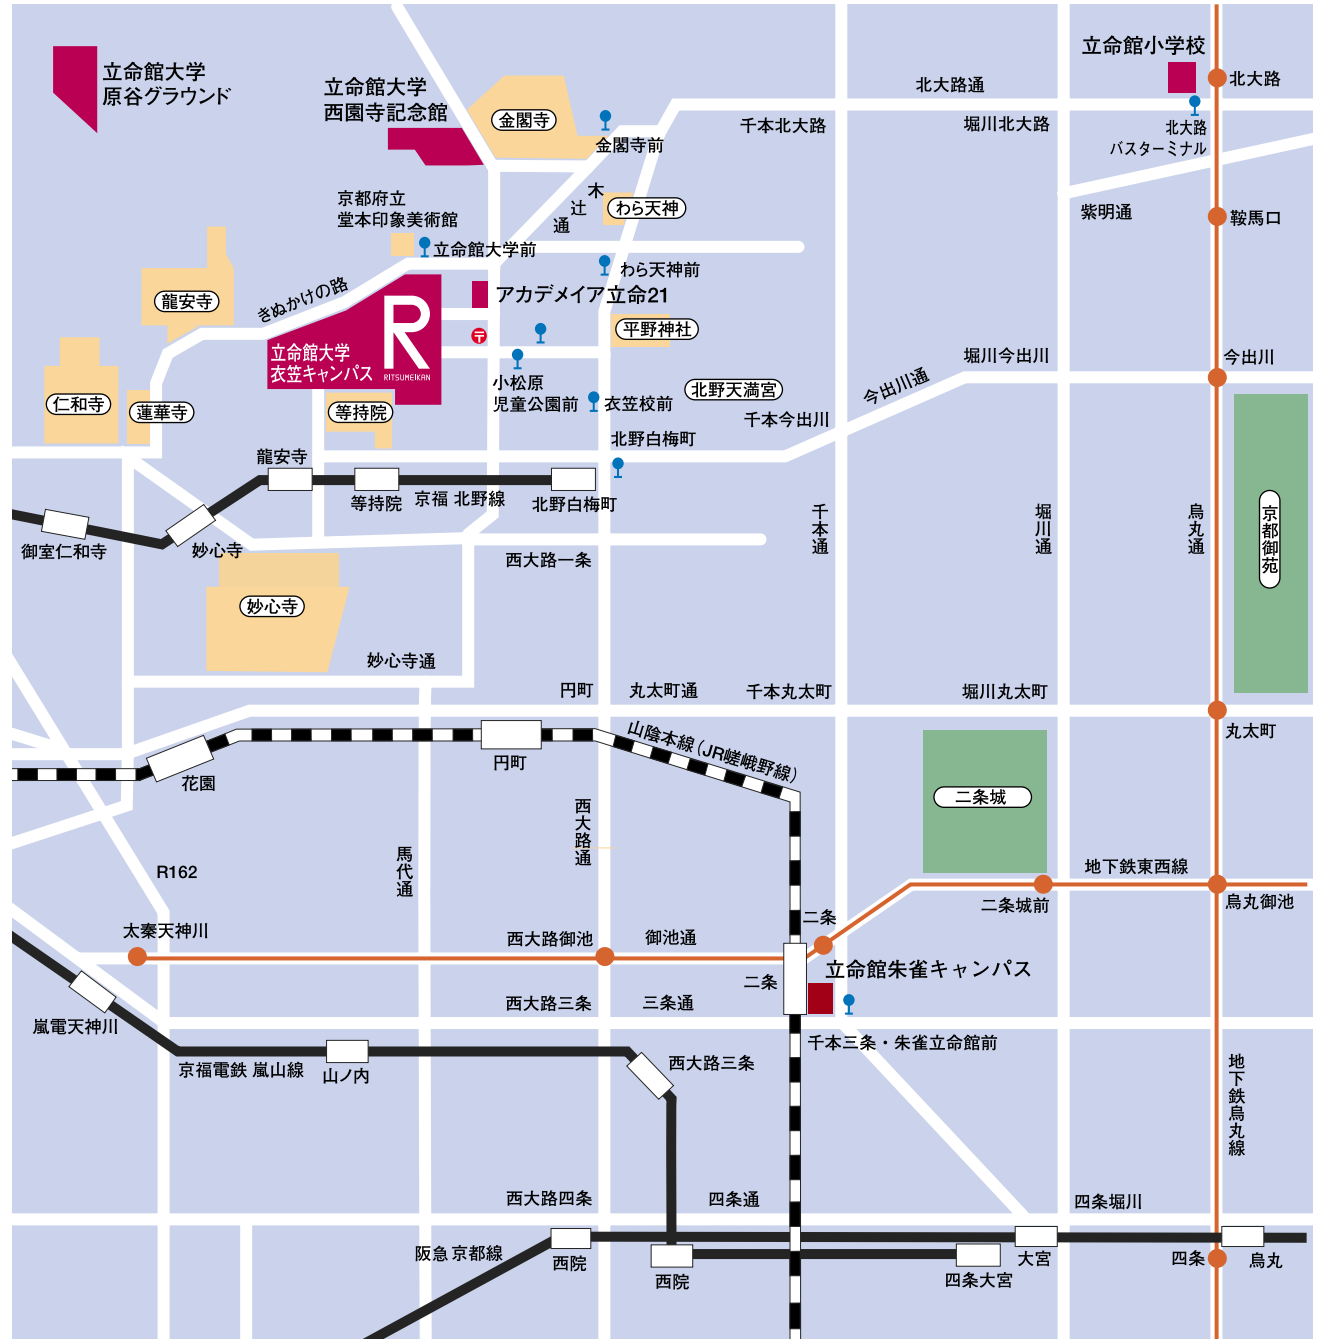 立命館大学
原谷グラウンド
立命館大学
西園寺記念館
金閣寺
金閣寺前
立命館小学校
北大路
北大路通
千本北大路
堀川北大路
北大路
バスターミナル
京都府立
堂本印象美術館
木辻通
わら天神
紫明通
鞍馬口
立命館大学前
わら天神前
きぬかけの路
龍安寺
アカデメイア立命21
R
RITSUMEIKAN
〒
平野神社
立命館大学
衣笠キャンパス
小松原
児童公園前
衣笠校前
北野天満宮
堀川今出川
今出川
今出川通
千本今出川
仁和寺
蓮華寺
等持院
北野白梅町
龍安寺
等持院
京福 北野線
北野白梅町
御室仁和寺
妙心寺
西大路一条
千本通
堀川通
烏丸通
京都御苑
妙心寺
妙心寺通
円町
丸太町通
千本丸太町
堀川丸太町
丸太町
花園
円町
山陰本線(JR嵯峨野線)
二条城
西大路通
馬代通
R162
地下鉄東西線
二条城前
烏丸御池
太秦天神川
西大路御池
御池通
二条
二条
立命館朱雀キャンパス
西大路三条
三条通
嵐電天神川
千本三条・朱雀立命館前
京福電鉄 嵐山線
山ノ内
西大路三条
地下鉄烏丸線
西大路四条
四条通
四条堀川
阪急 京都線
西院
西院
四条大宮
大宮
四条
烏丸